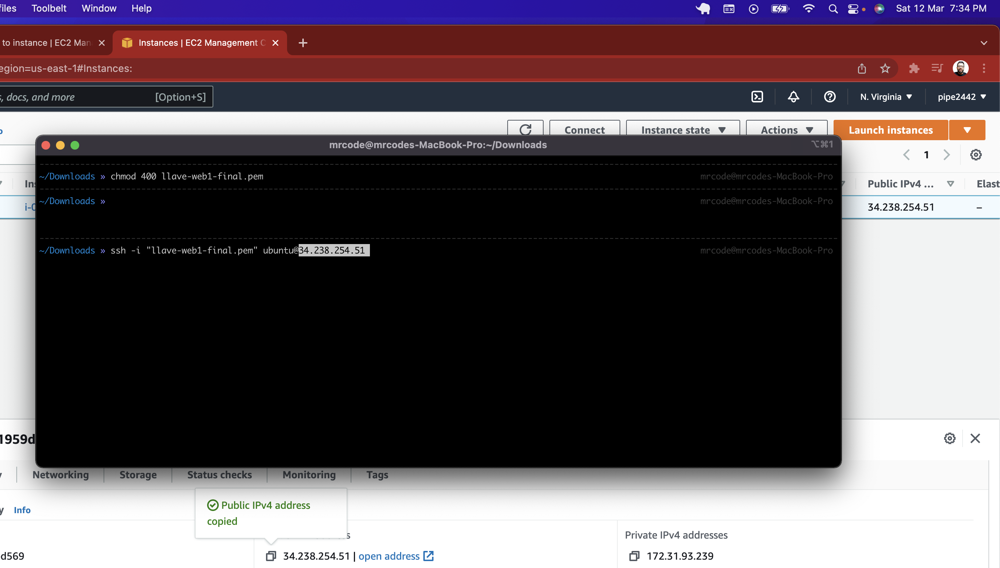 files Toolbelt Window Help Sat 12 Mar 7:34 PM
to instance | EC2 Man Instances | EC2 Management C
egion=us-east-1#Instances:
s, docs, and more [Option+S] N. Virginia pipe2442
Connect Instance state Actions Launch instances
mrcode@mrcodes-MacBook-Pro:~/Downloads ⌥⌘1
1
~/Downloads » chmod 400 llave-web1-final.pem mrcode@mrcodes-MacBook-Pro
Ins Public IPv4 ... Elast
~/Downloads » mrcode@mrcodes-MacBook-Pro
i-0 34.238.254.51 –
~/Downloads » ssh -i "llave-web1-final.pem" ubuntu@34.238.254.51 mrcode@mrcodes-MacBook-Pro
1959d
y Networking Storage Status checks Monitoring Tags
y Info
Public IPv4 address
copied
s Private IPv4 addresses
d569 34.238.254.51 | open address 172.31.93.239